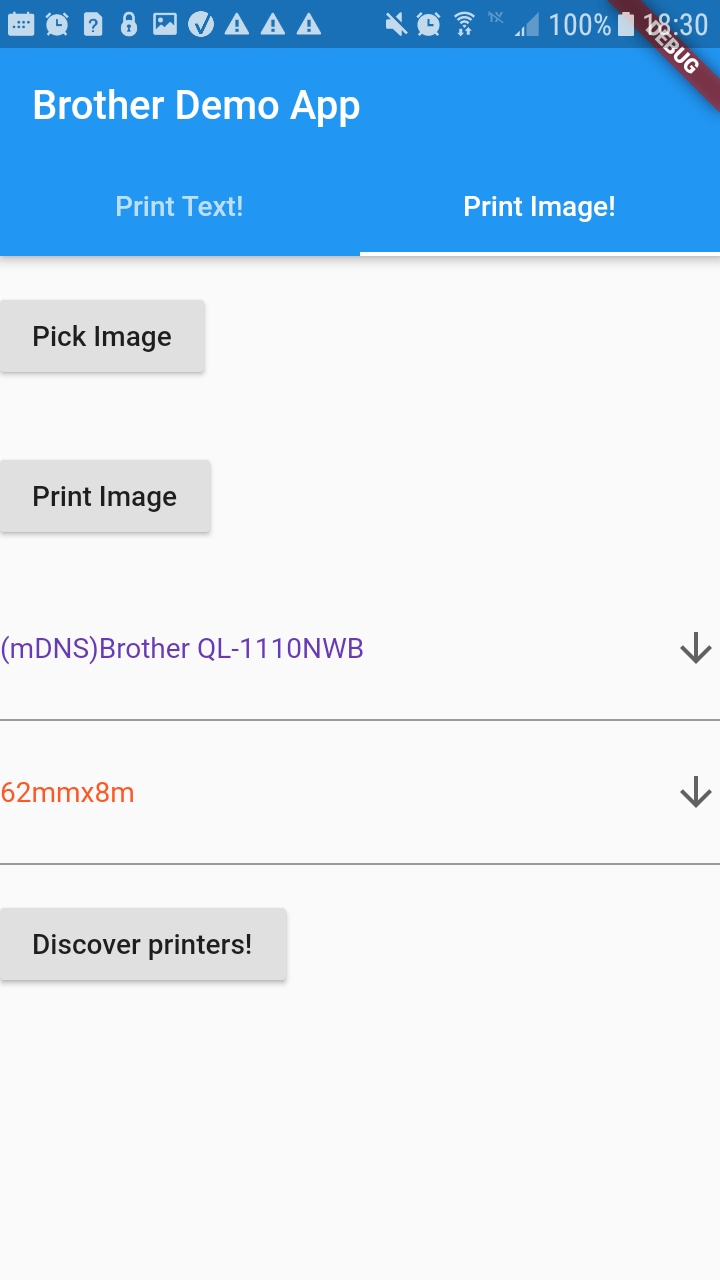 100% 18:30
DEBUG
Brother Demo App
Print Text! Print Image!
Pick Image
Print Image
(mDNS)Brother QL-1110NWB
62mmx8m
Discover printers!